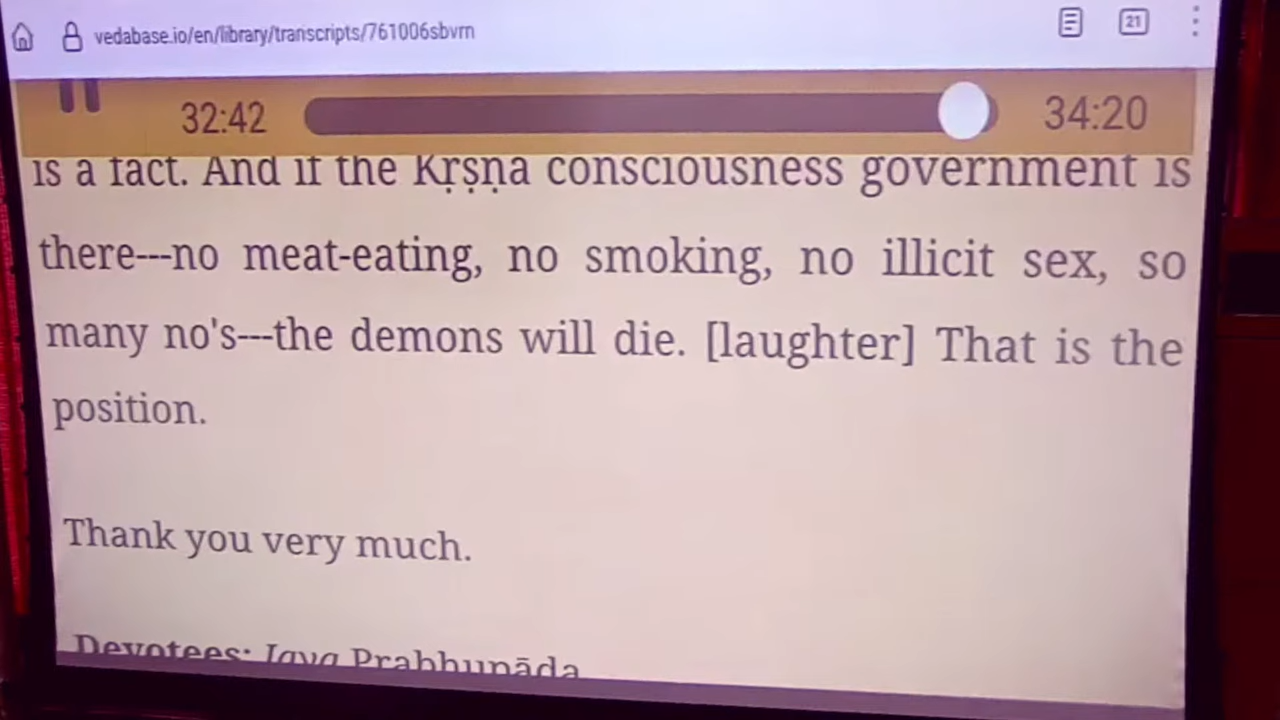 vedabase.io/en/library/transcripts/761006sbvrn
21
32:42
34:20
is a fact. And if the Kṛṣṇa consciousness government is
there---no meat-eating, no smoking, no illicit sex, so
many no's---the demons will die. [laughter] That is the
position.
Thank you very much.
Devotees: Jaya Prabhupāda